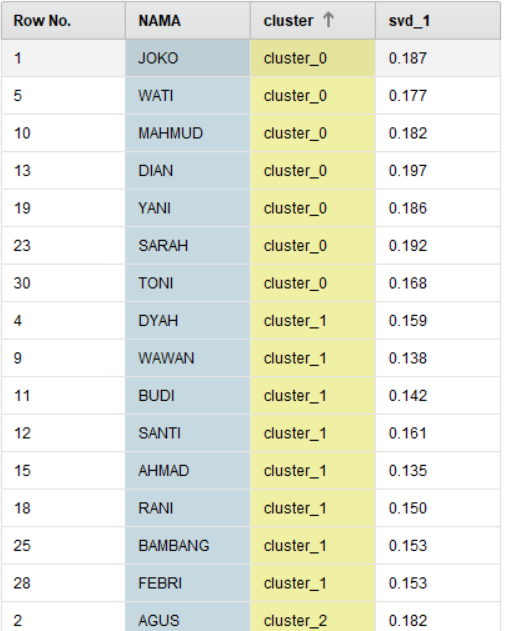 Row No. NAMA cluster ↑ svd_1
1 JOKO cluster_0 0.187
5 WATI cluster_0 0.177
10 MAHMUD cluster_0 0.182
13 DIAN cluster_0 0.197
19 YANI cluster_0 0.186
23 SARAH cluster_0 0.192
30 TONI cluster_0 0.168
4 DYAH cluster_1 0.159
9 WAWAN cluster_1 0.138
11 BUDI cluster_1 0.142
12 SANTI cluster_1 0.161
15 AHMAD cluster_1 0.135
18 RANI cluster_1 0.150
25 BAMBANG cluster_1 0.153
28 FEBRI cluster_1 0.153
2 AGUS cluster_2 0.182